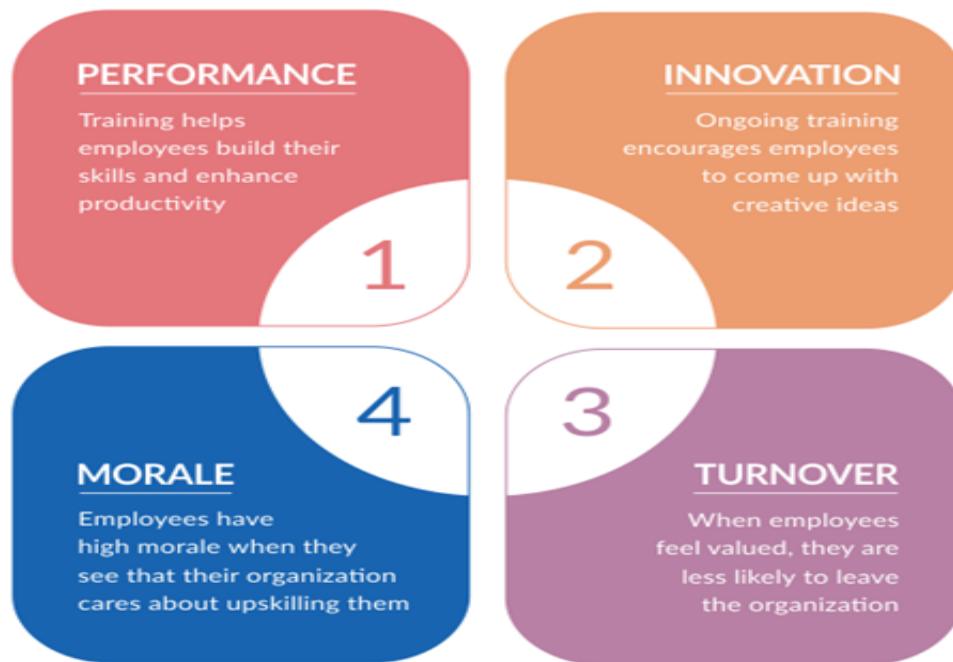 PERFORMANCE
Training helps
employees build their
skills and enhance
productivity
1
INNOVATION
Ongoing training
encourages employees
to come up with
creative ideas
2
3
TURNOVER
When employees
feel valued, they are
less likely to leave
the organization
4
MORALE
Employees have
high morale when they
see that their organization
cares about upskilling them